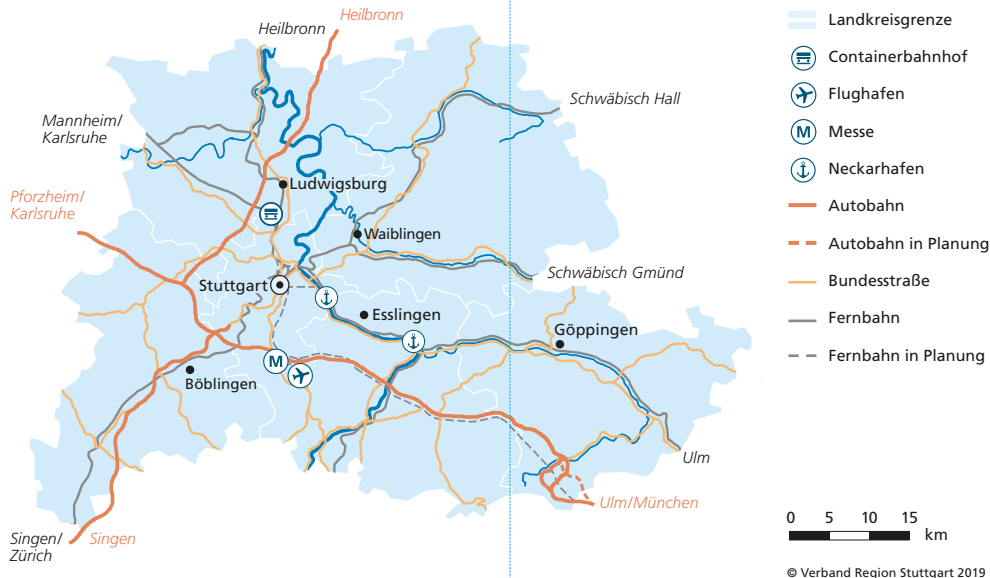 Heilbronn
Heilbronn
Schwäbisch Hall
Mannheim/
Karlsruhe
Ludwigsburg
Pforzheim/
Karlsruhe
Waiblingen
Schwäbisch Gmünd
Stuttgart
Esslingen
Göppingen
M
Böblingen
Ulm
Ulm/München
Singen/
Zürich
Singen
Landkreisgrenze
Containerbahnhof
Flughafen
M
Messe
Neckarhafen
Autobahn
Autobahn in Planung
Bundesstraße
Fernbahn
Fernbahn in Planung
0 5 10 15
km
© Verband Region Stuttgart 2019